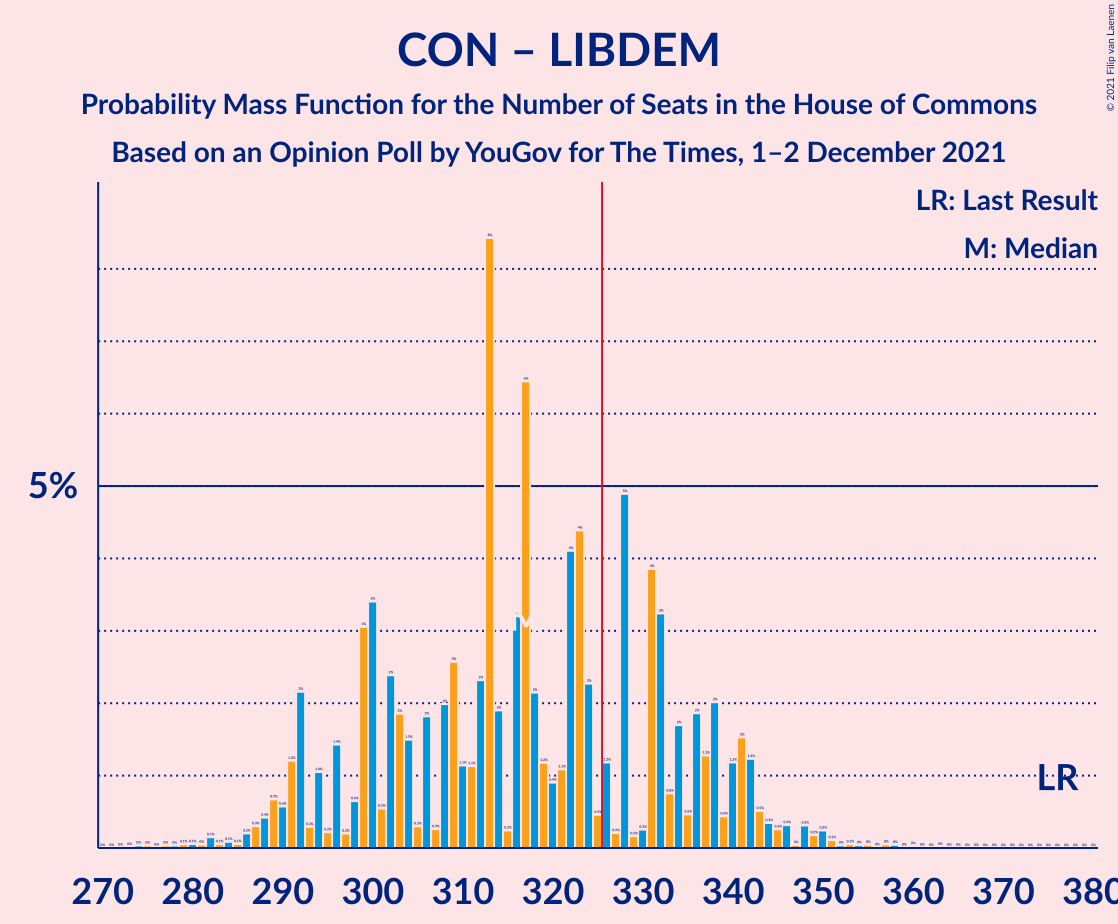 CON – LIBDEM
Probability Mass Function for the Number of Seats in the House of Commons
Based on an Opinion Poll by YouGov for The Times, 1–2 December 2021
© 2021 Filip van Laenen
LR: Last Result
M: Median
5%
M
LR
270 280 290 300 310 320 330 340 350 360 370 380